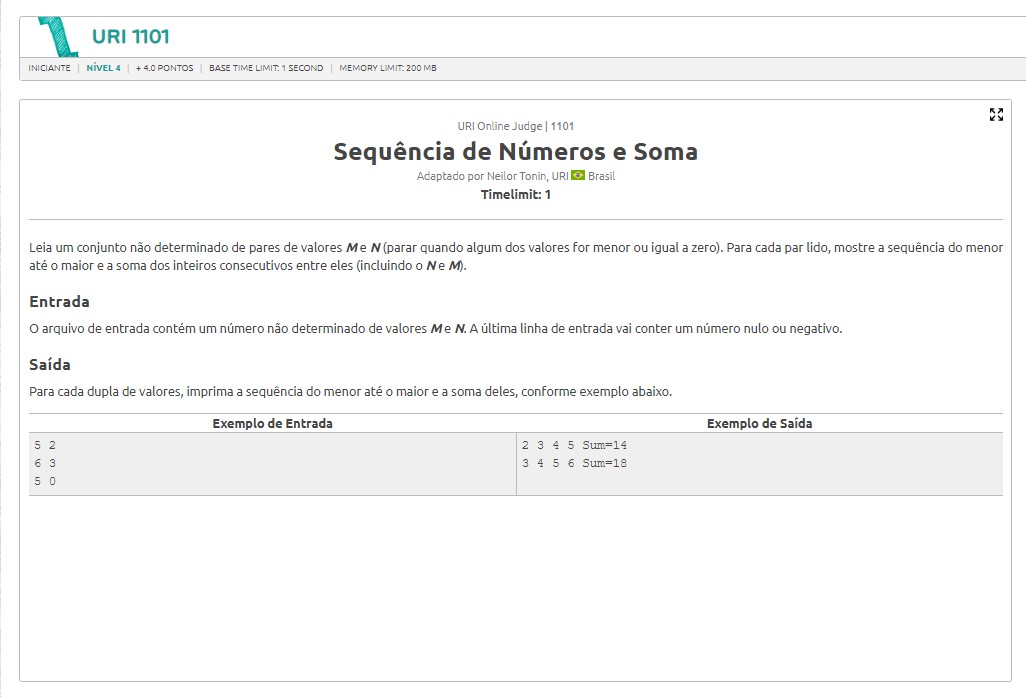 URI 1101
INICIANTE | NÍVEL 4 | + 4.0 PONTOS | BASE TIME LIMIT: 1 SECOND | MEMORY LIMIT: 200 MB
URI Online Judge | 1101
Sequência de Números e Soma
Adaptado por Neilor Tonin, URI Brasil
Timelimit: 1
Leia um conjunto não determinado de pares de valores M e N (parar quando algum dos valores for menor ou igual a zero). Para cada par lido, mostre a sequência do menor
até o maior e a soma dos inteiros consecutivos entre eles (incluindo o N e M).
Entrada
O arquivo de entrada contém um número não determinado de valores M e N. A última linha de entrada vai conter um número nulo ou negativo.
Saída
Para cada dupla de valores, imprima a sequência do menor até o maior e a soma deles, conforme exemplo abaixo.
Exemplo de Entrada
Exemplo de Saída
5 2
6 3
5 0
2 3 4 5 Sum=14
3 4 5 6 Sum=18